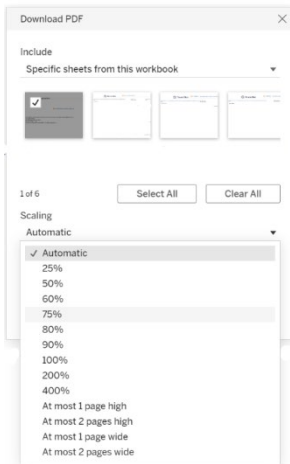 Download PDF
Include
Specific sheets from this workbook
1 of 6
Select All
Clear All
Scaling
Automatic
✓ Automatic
25%
50%
60%
75%
80%
90%
100%
200%
400%
At most 1 page high
At most 2 pages high
At most 1 page wide
At most 2 pages wide